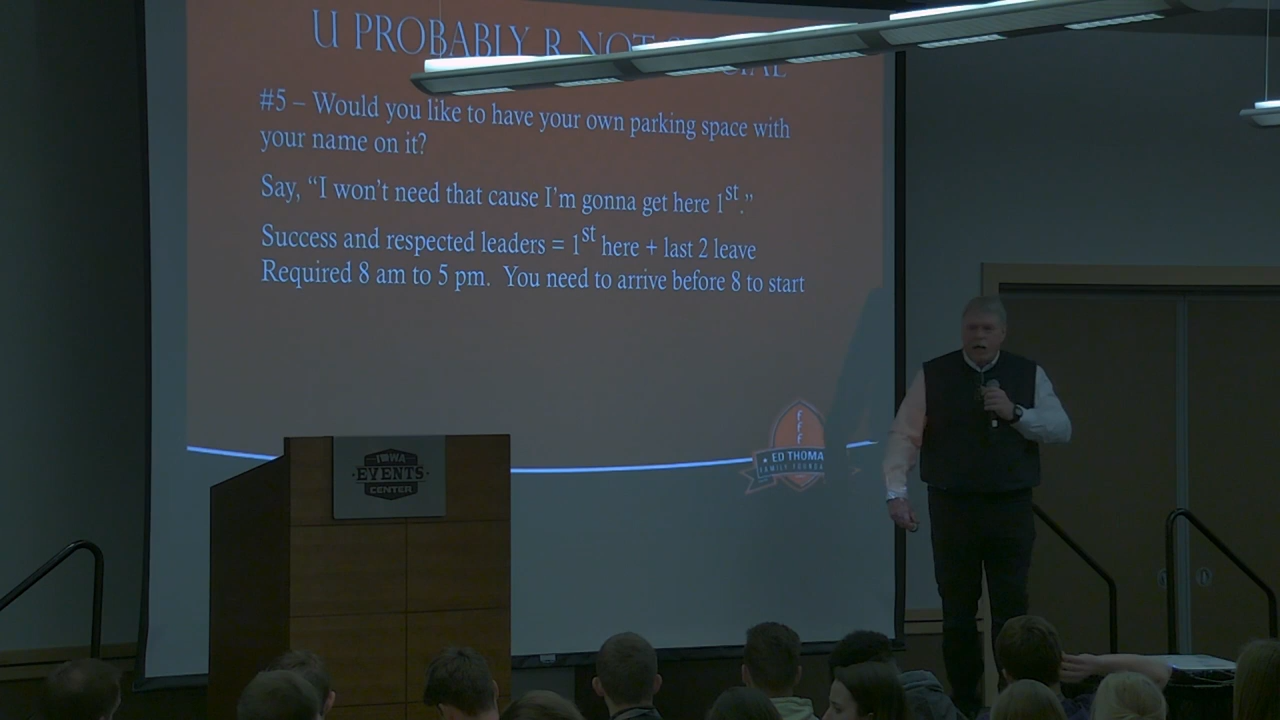 U PROBABLY R NOT
#5 – Would you like to have your own parking space with
your name on it?
Say, “I won’t need that cause I’m gonna get here 1st.”
Success and respected leaders = 1st here + last 2 leave
Required 8 am to 5 pm. You need to arrive before 8 to start
F
F
F
ED THOMA
FAMILY FOUNDA
IOWA
EVENTS
CENTER